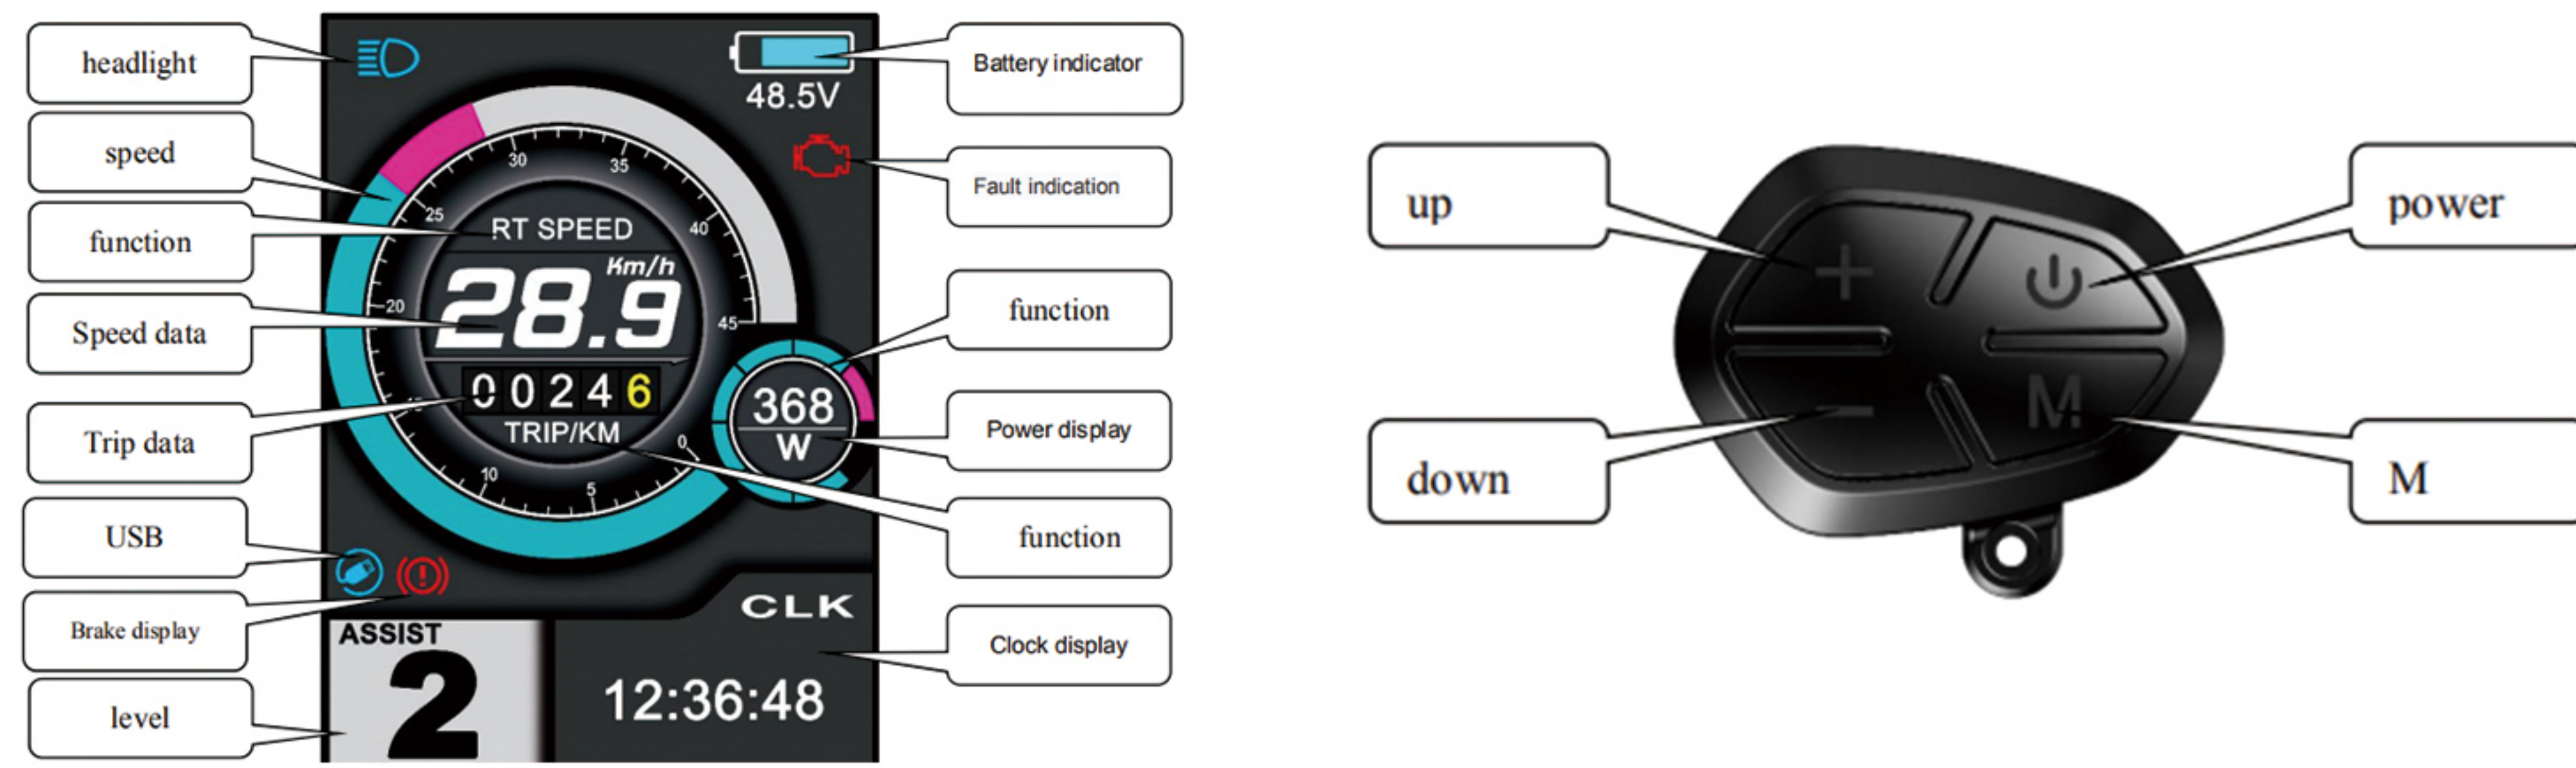 headlight
speed
function
Speed data
Trip data
USB
Brake display
level
48.5V
30
35
25
40
20
45
RT SPEED
Km/h
28.9
00246
TRIP/KM
0
10
5
368
W
CLK
12:36:48
ASSIST
2
Battery indicator
Fault indication
function
Power display
function
Clock display
up
down
+
-
M
power
M